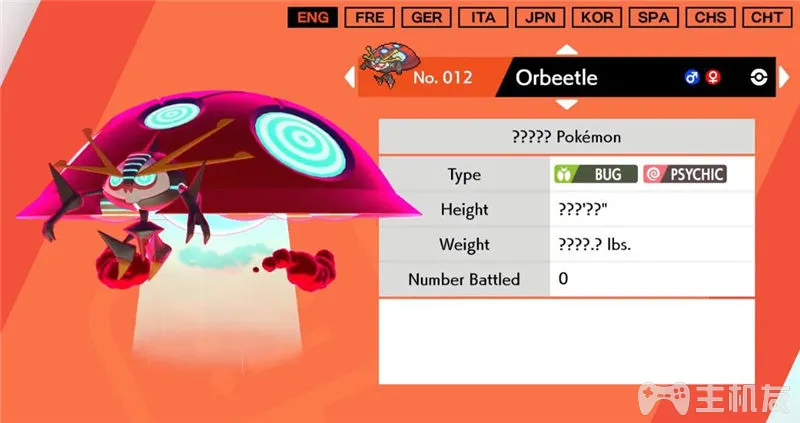 ENG FRE GER ITA JPN KOR SPA CHS CHT
No. 012 Orbeetle ♂ ♀
????? Pokémon
Type BUG PSYCHIC
Height ???'??"
Weight ????.? lbs.
Number Battled 0
主机友